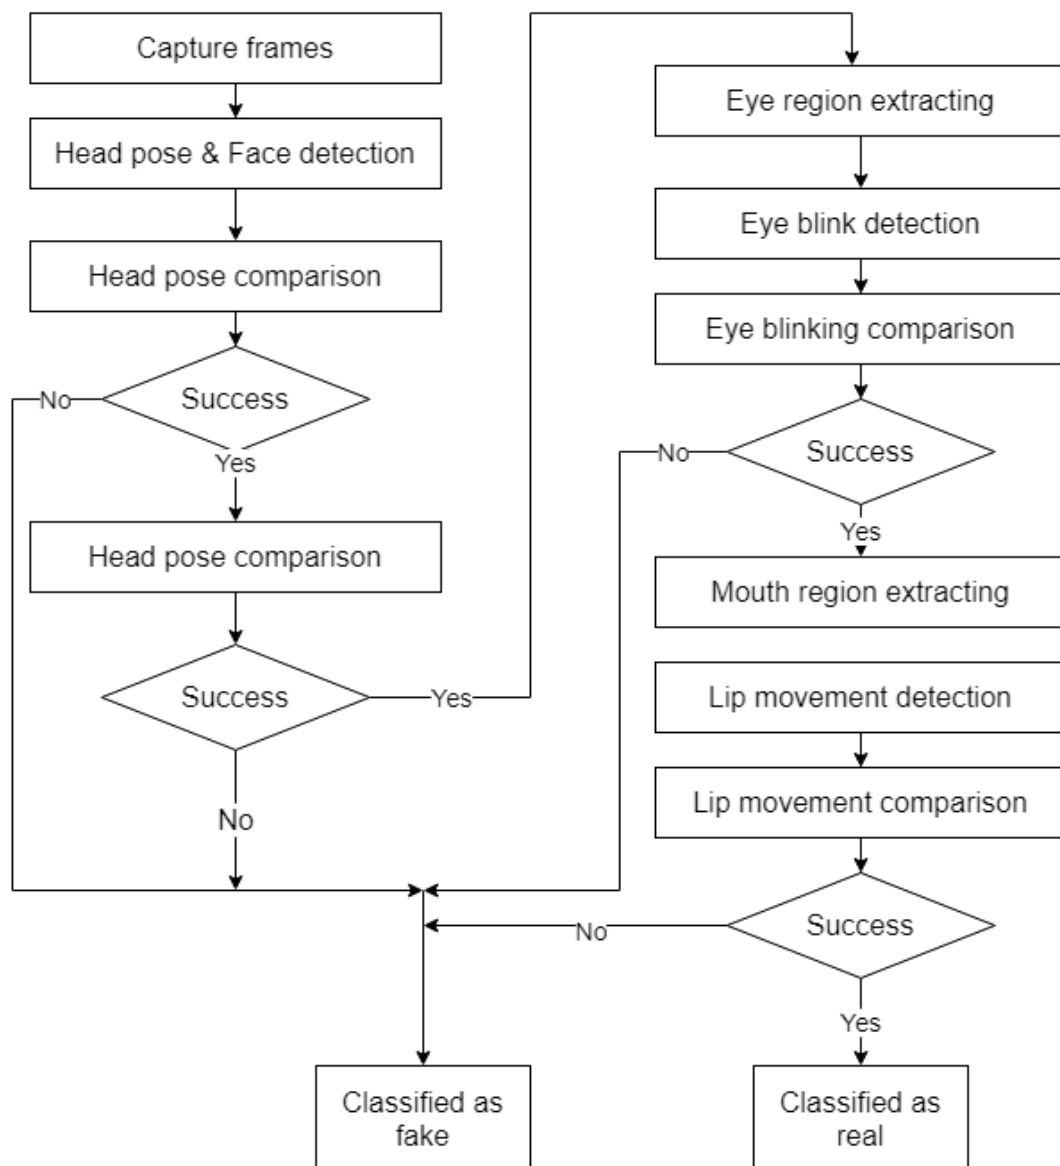 Capture frames
Head pose & Face detection
Head pose comparison
Success
No
Yes
Head pose comparison
Success
Yes
No
Eye region extracting
Eye blink detection
Eye blinking comparison
Success
No
Yes
Mouth region extracting
Lip movement detection
Lip movement comparison
Success
No
Yes
Classified as
fake
Classified as
real